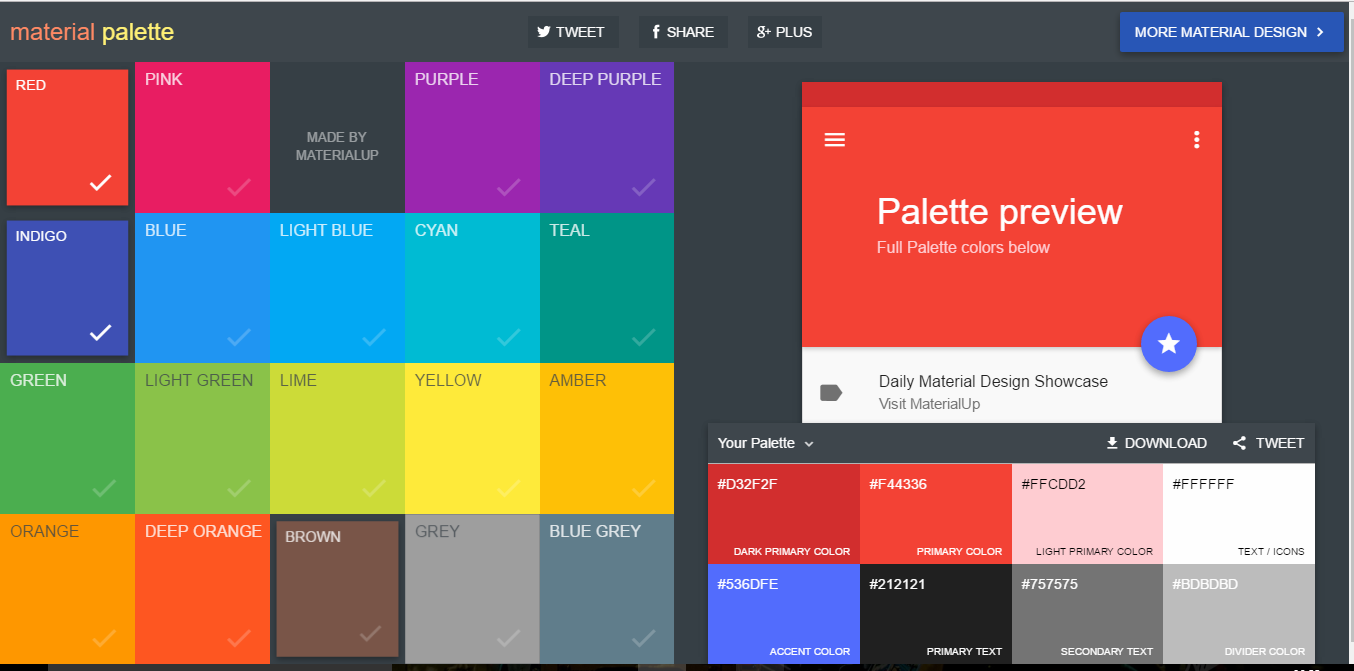 material palette
TWEET
SHARE
g+ PLUS
MORE MATERIAL DESIGN
RED
PINK
MADE BY
MATERIALUP
PURPLE
DEEP PURPLE
INDIGO
BLUE
LIGHT BLUE
CYAN
TEAL
GREEN
LIGHT GREEN
LIME
YELLOW
AMBER
ORANGE
DEEP ORANGE
BROWN
GREY
BLUE GREY
Palette preview
Full Palette colors below
Daily Material Design Showcase
Visit MaterialUp
Your Palette
DOWNLOAD
TWEET
#D32F2F
DARK PRIMARY COLOR
#F44336
PRIMARY COLOR
#FFCDD2
LIGHT PRIMARY COLOR
#FFFFFF
TEXT / ICONS
#536DFE
ACCENT COLOR
#212121
PRIMARY TEXT
#757575
SECONDARY TEXT
#BDBDBD
DIVIDER COLOR